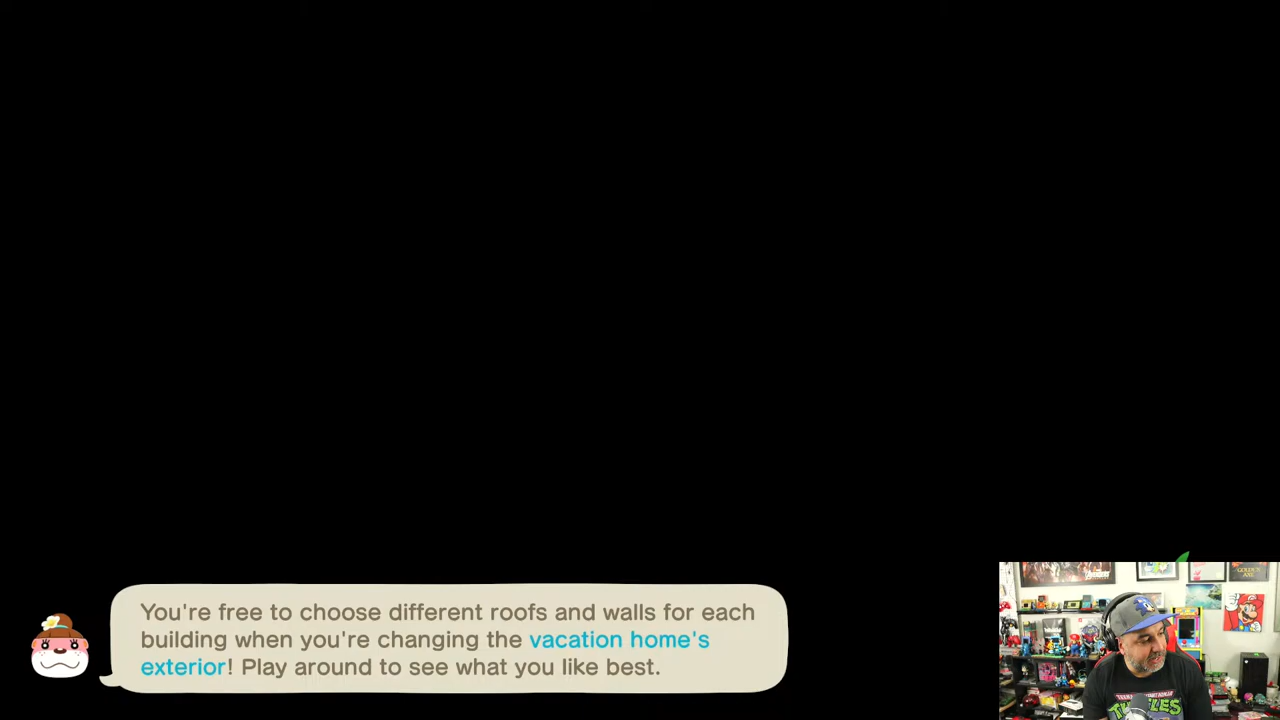 You're free to choose different roofs and walls for each
building when you're changing the vacation home's
exterior! Play around to see what you like best.
TURTLES